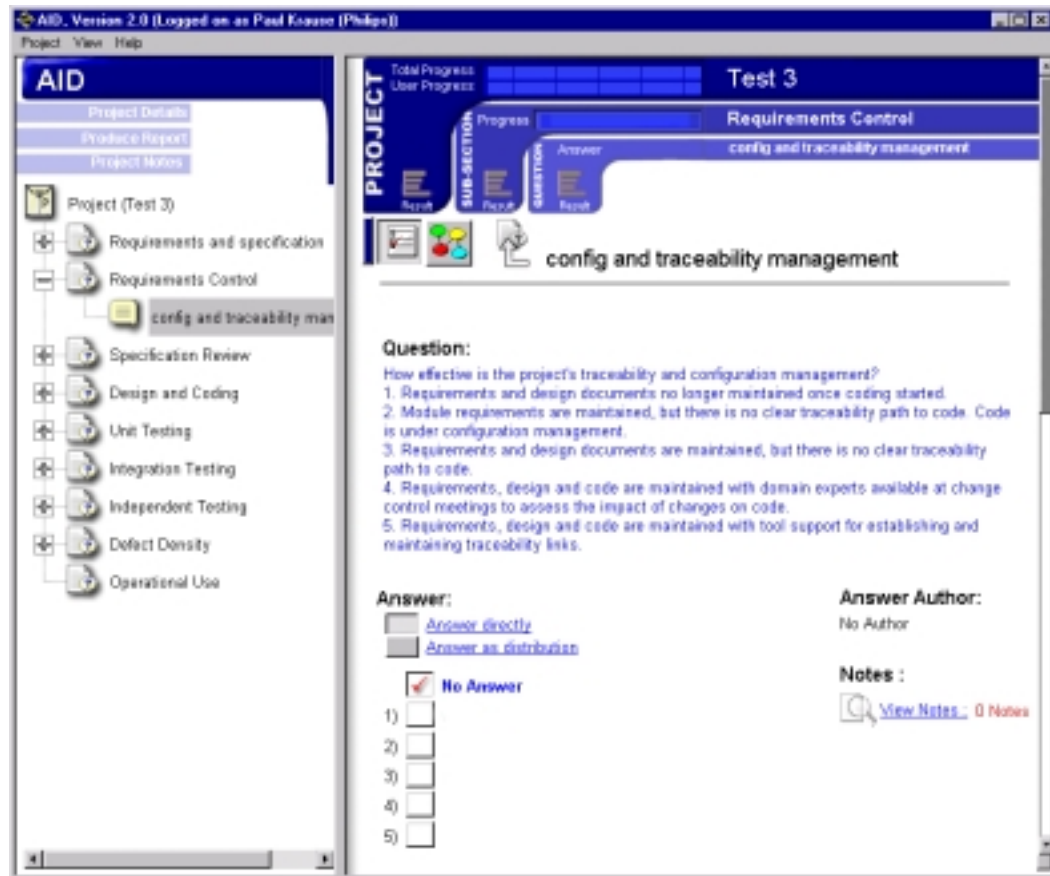 AID, Version 2.0 (Logged on as Paul Krause (Philips))
Project View Help
AID
Project Details
Produce Report
Project Notes
Project (Test 3)
Requirements and specification
Requirements Control
config and traceability man
Specification Review
Design and Coding
Unit Testing
Integration Testing
Independent Testing
Defect Density
Operational Use
PROJECT
Total Progress
User Progress
Test 3
Result
SUB-SECTION
Progress
Requirements Control
Result
QUESTION
Answer
config and traceability management
Result
config and traceability management
Question:
How effective is the project's traceability and configuration management?
1. Requirements and design documents no longer maintained once coding started.
2. Module requirements are maintained, but there is no clear traceability path to code. Code
is under configuration management.
3. Requirements and design documents are maintained, but there is no clear traceability
path to code.
4. Requirements, design and code are maintained with domain experts available at change
control meetings to assess the impact of changes on code.
5. Requirements, design and code are maintained with tool support for establishing and
maintaining traceability links.
Answer:
Answer directly
Answer as distribution
No Answer
1)
2)
3)
4)
5)
Answer Author:
No Author
Notes :
View Notes : 0 Notes